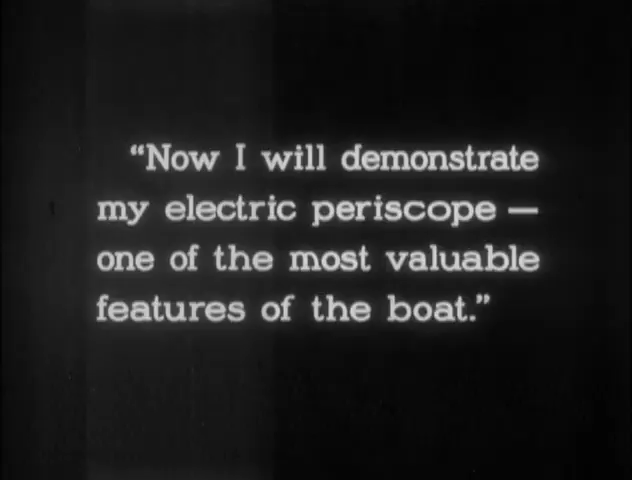 “Now I will demonstrate
my electric periscope —
one of the most valuable
features of the boat.”